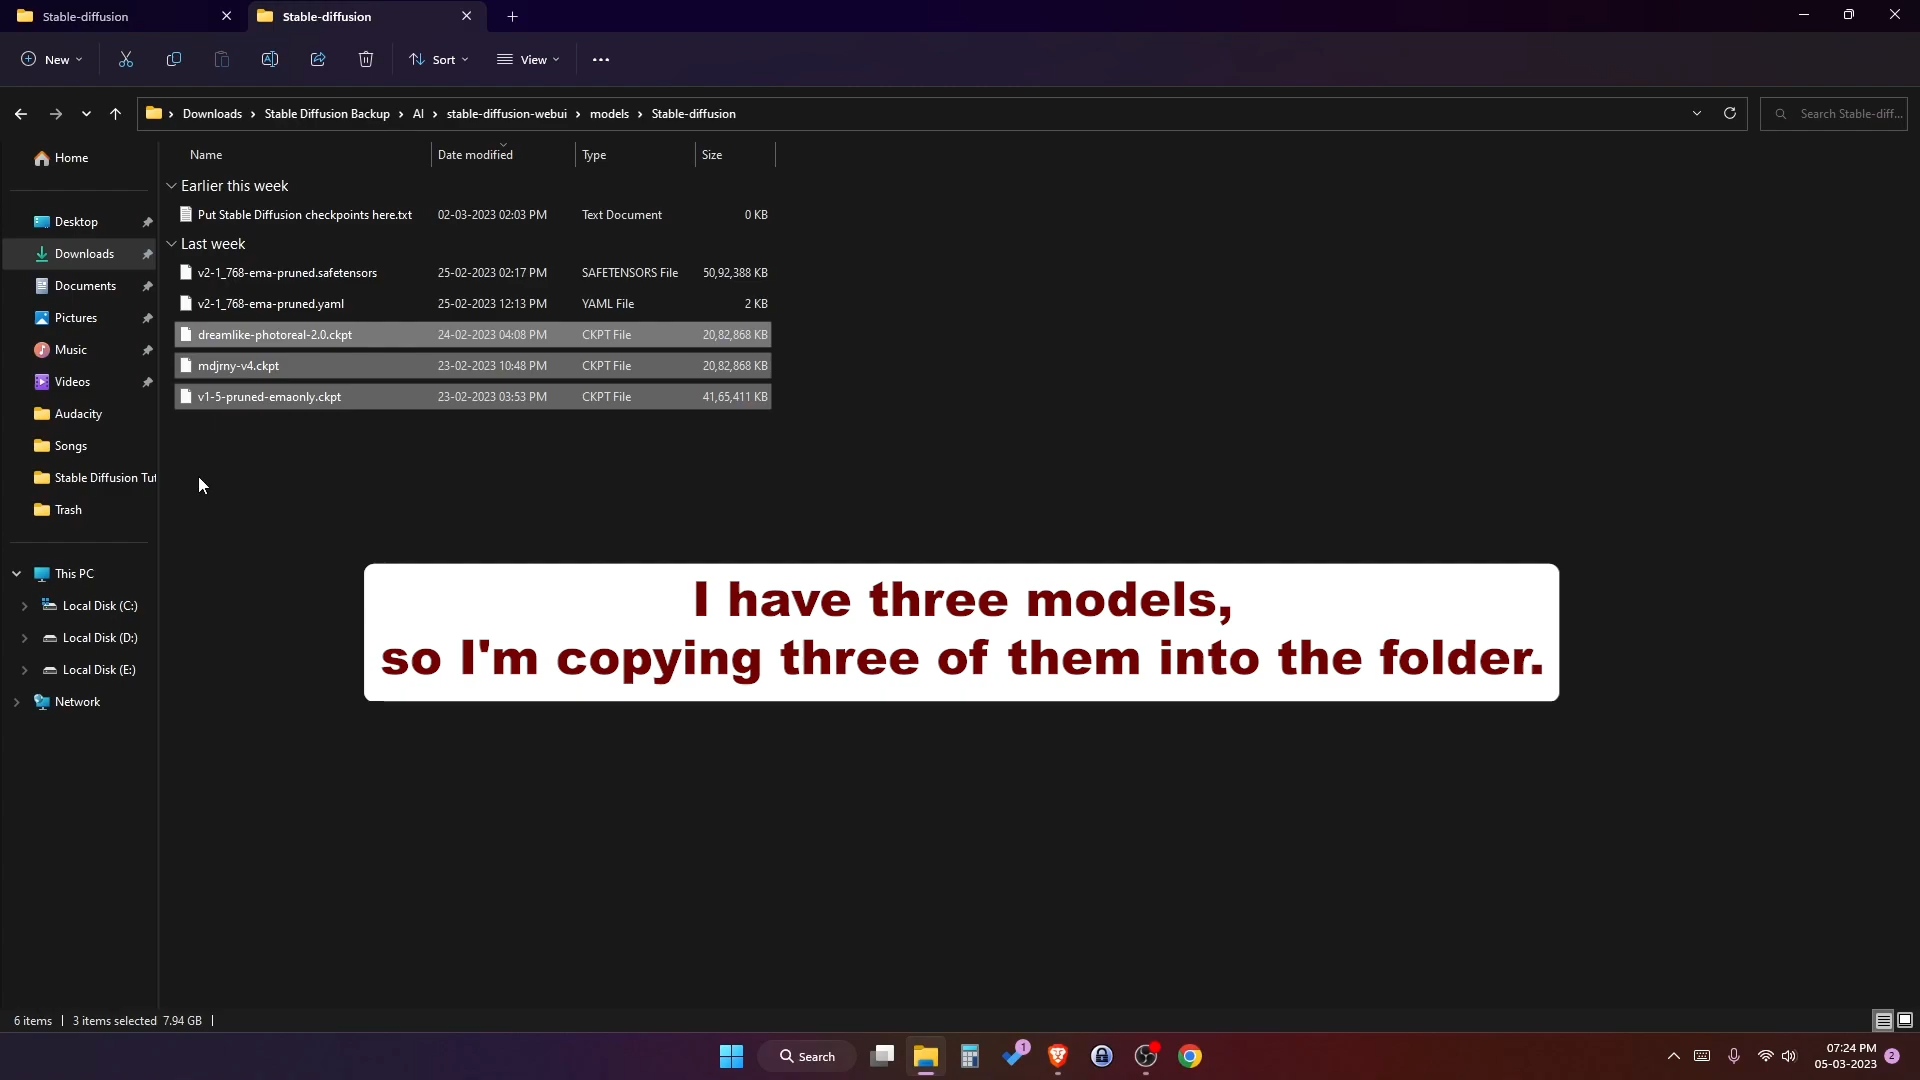 Stable-diffusion
Stable-diffusion
New
Sort
View
Downloads > Stable Diffusion Backup > AI > stable-diffusion-webui > models > Stable-diffusion
Search Stable-diff...
Name Date modified Type Size
Home
Desktop
Downloads
Documents
Pictures
Music
Videos
Audacity
Songs
Stable Diffusion Tut
Trash
This PC
Local Disk (C:)
Local Disk (D:)
Local Disk (E:)
Network
Earlier this week
Put Stable Diffusion checkpoints here.txt 02-03-2023 02:03 PM Text Document 0 KB
Last week
v2-1_768-ema-pruned.safetensors 25-02-2023 02:17 PM SAFETENSORS File 50,92,388 KB
v2-1_768-ema-pruned.yaml 25-02-2023 12:13 PM YAML File 2 KB
dreamlike-photoreal-2.0.ckpt 24-02-2023 04:08 PM CKPT File 20,82,868 KB
mdjrny-v4.ckpt 23-02-2023 10:48 PM CKPT File 20,82,868 KB
v1-5-pruned-emaonly.ckpt 23-02-2023 03:53 PM CKPT File 41,65,411 KB
I have three models,
so I'm copying three of them into the folder.
6 items 3 items selected 7.94 GB
Search
1
07:24 PM
05-03-2023
2